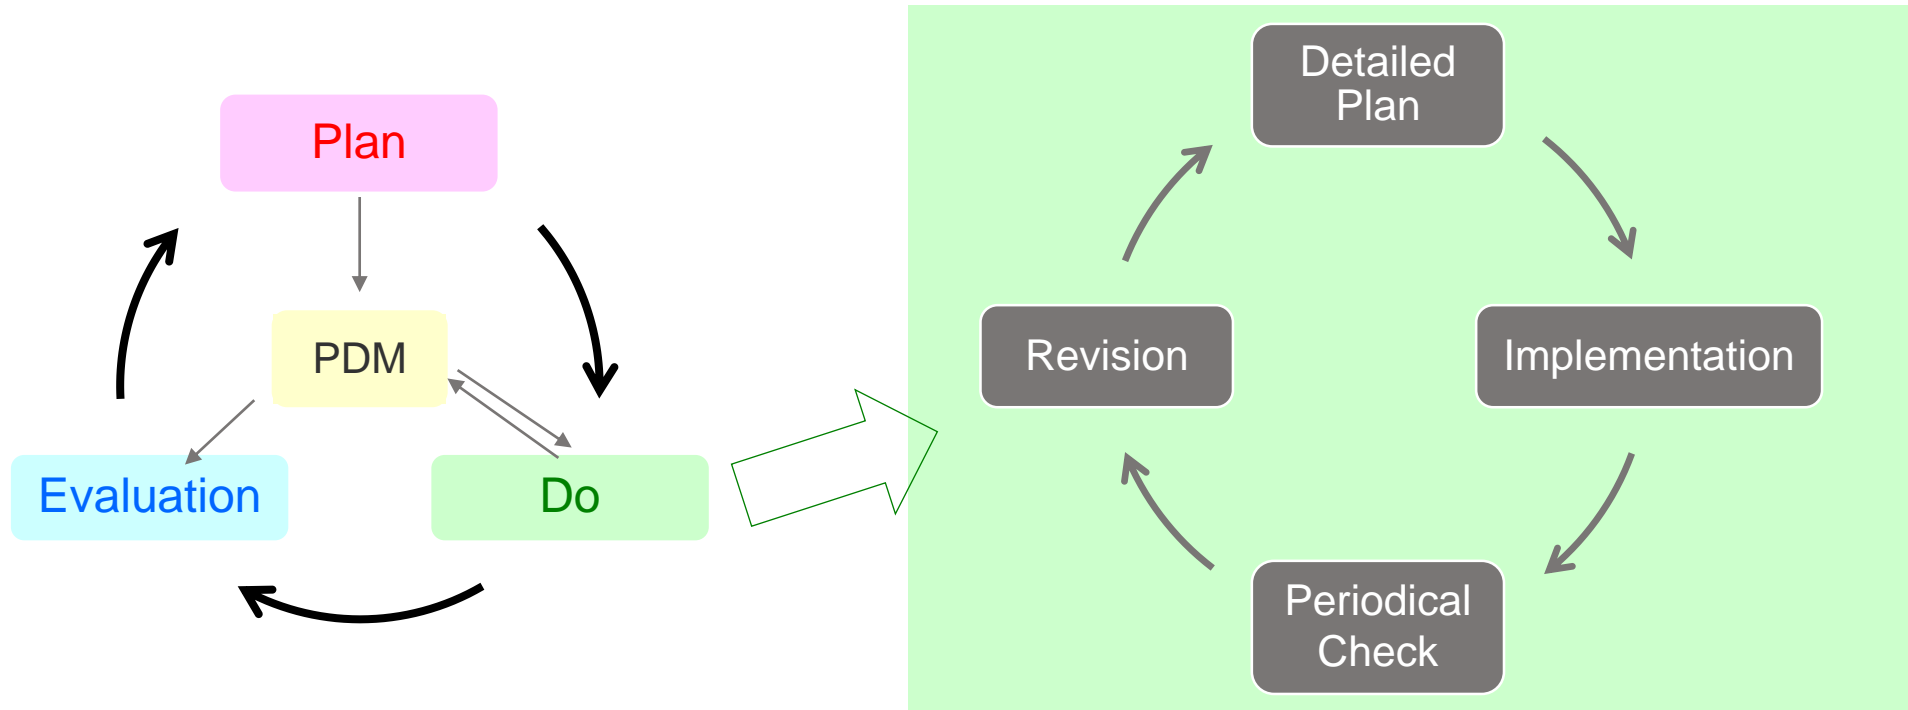 Plan
PDM
Evaluation
Do
Detailed
Plan
Revision
Implementation
Periodical
Check